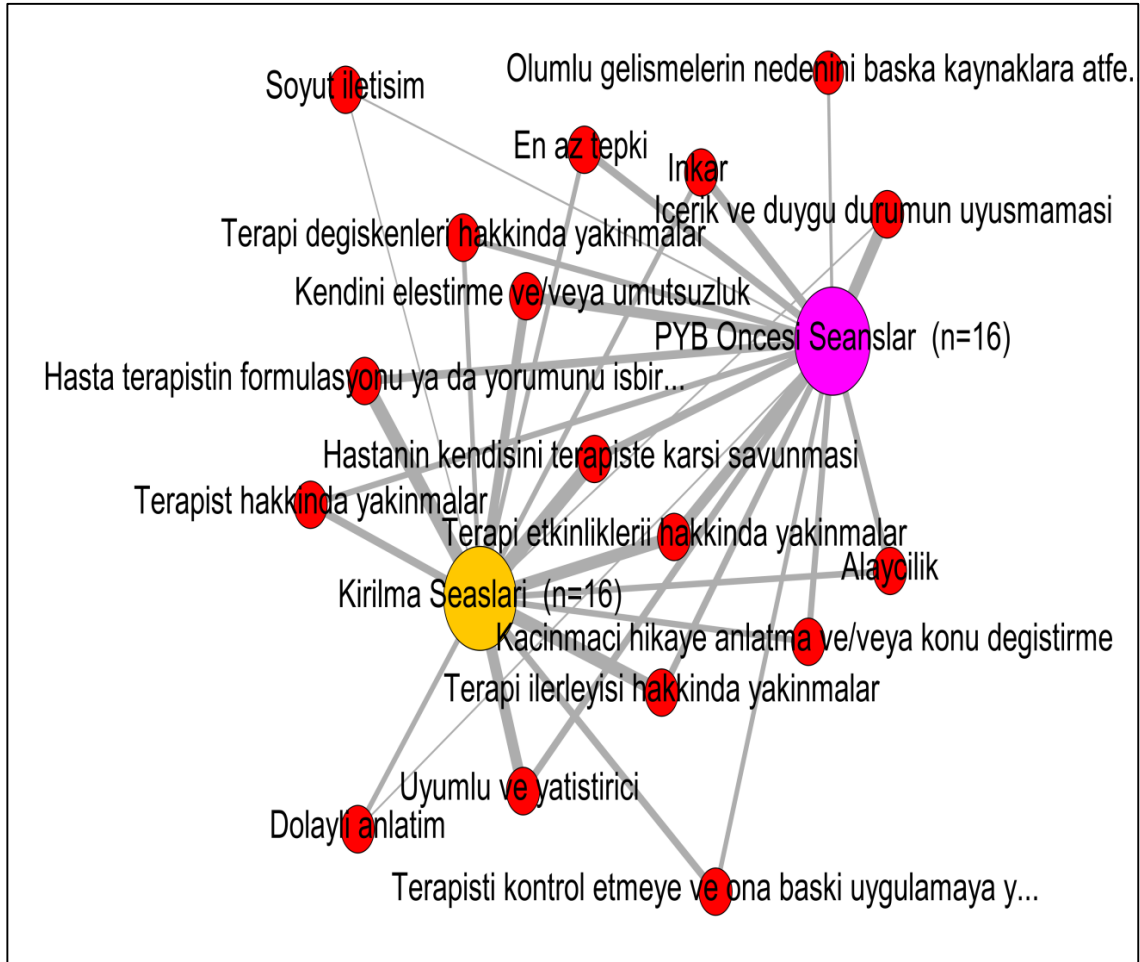 Olumlu gelismelerin nedenini baska kaynaklara atfe.
Soyut iletisim
En az tepki
Inkar
Icerik ve duygu durumun uyusmamasi
Terapi degiskenleri hakkinda yakinmalar
Kendini elestirme ve/veya umutsuzluk
PYB Oncesi Seanslar (n=16)
Hasta terapistin formulasyonu ya da yorumunu isbir...
Hastanin kendisini terapiste karsi savunmasi
Terapist hakkinda yakinmalar
Terapi etkinliklerii hakkinda yakinmalar
Alaycilik
Kirilma Seaslari (n=16)
Kacinmaci hikaye anlatma ve/veya konu degistirme
Terapi ilerleyisi hakkinda yakinmalar
Uyumlu ve yatistirici
Dolayli anlatim
Terapisti kontrol etmeye ve ona baski uygulamaya y...